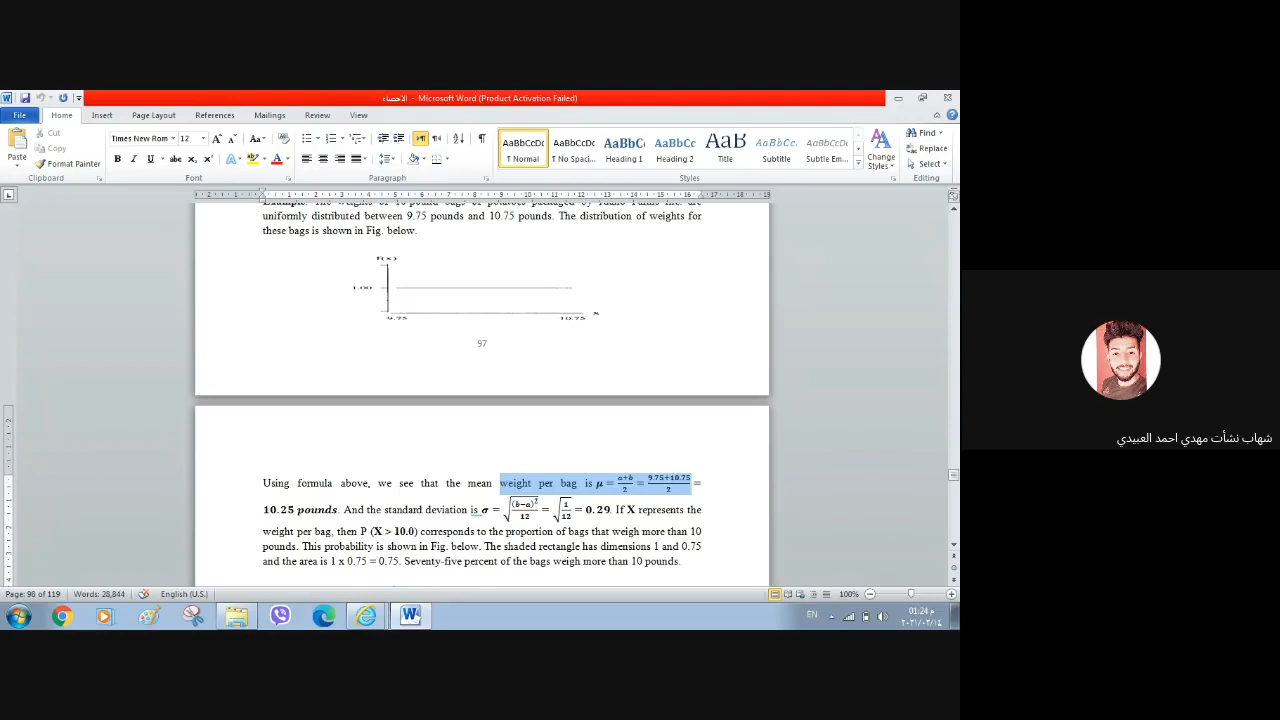 الاحصاء - Microsoft Word (Product Activation Failed)
File Home Insert Page Layout References Mailings Review View
Paste Cut Copy Format Painter Clipboard
Times New Rom 12 Font
Paragraph
AaBbCcDc ¶ Normal AaBbCcDc ¶ No Spaci... AaBbC Heading 1 AaBbCc Heading 2 AaB Title AaBbCc. Subtitle AaBbCcDc Subtle Em... Change Styles Styles
Find Replace Select Editing
uniformly distributed between 9.75 pounds and 10.75 pounds. The distribution of weights for
these bags is shown in Fig. below.
f(x)
1.00
9.75 10.75 x
97
Using formula above, we see that the mean weight per bag is μ = (a+b)/2 = (9.75+10.75)/2 =
10.25 pounds. And the standard deviation is σ = √((b−a)²/12) = √(1/12) = 0.29. If X represents the
weight per bag, then P (X > 10.0) corresponds to the proportion of bags that weigh more than 10
pounds. This probability is shown in Fig. below. The shaded rectangle has dimensions 1 and 0.75
and the area is 1 x 0.75 = 0.75. Seventy-five percent of the bags weigh more than 10 pounds.
Page: 98 of 119 Words: 28,844 English (U.S.) 100%
EN 01:24 م
٢٠٢١/٠٢/١٤
شهاب نشأت مهدي احمد العبيدي